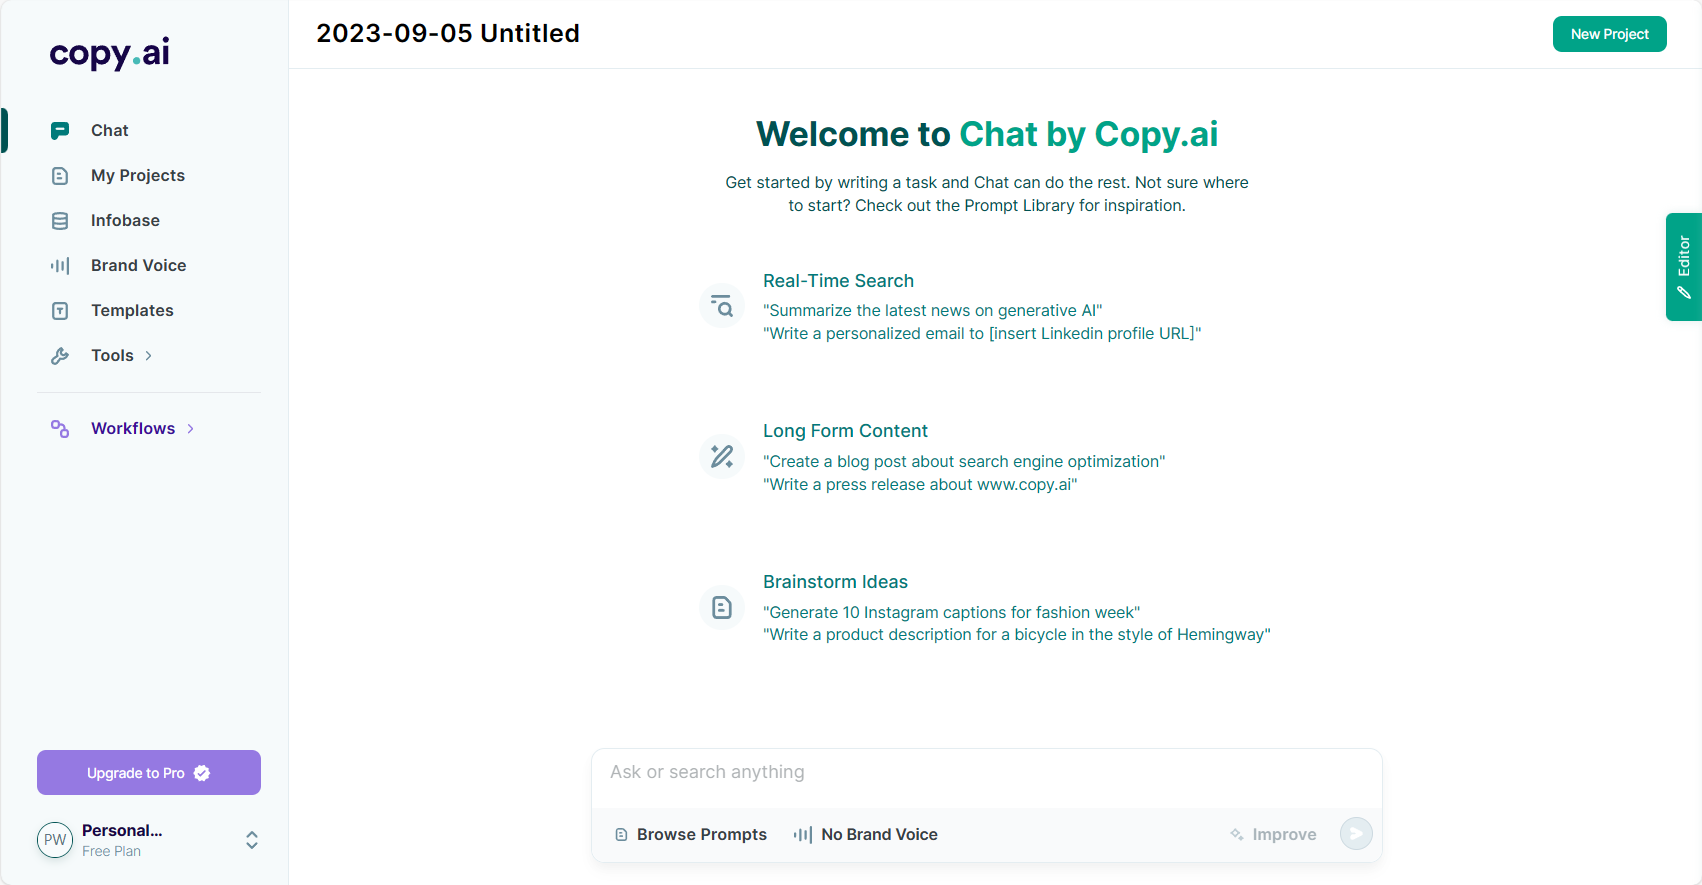 copy.ai
Chat
My Projects
Infobase
Brand Voice
Templates
Tools
Workflows
Upgrade to Pro
PW
Personal...
Free Plan
2023-09-05 Untitled
New Project
Welcome to Chat by Copy.ai
Get started by writing a task and Chat can do the rest. Not sure where
to start? Check out the Prompt Library for inspiration.
Real-Time Search
"Summarize the latest news on generative AI"
"Write a personalized email to [insert Linkedin profile URL]"
Long Form Content
"Create a blog post about search engine optimization"
"Write a press release about www.copy.ai"
Brainstorm Ideas
"Generate 10 Instagram captions for fashion week"
"Write a product description for a bicycle in the style of Hemingway"
Ask or search anything
Browse Prompts
No Brand Voice
Improve
Editor